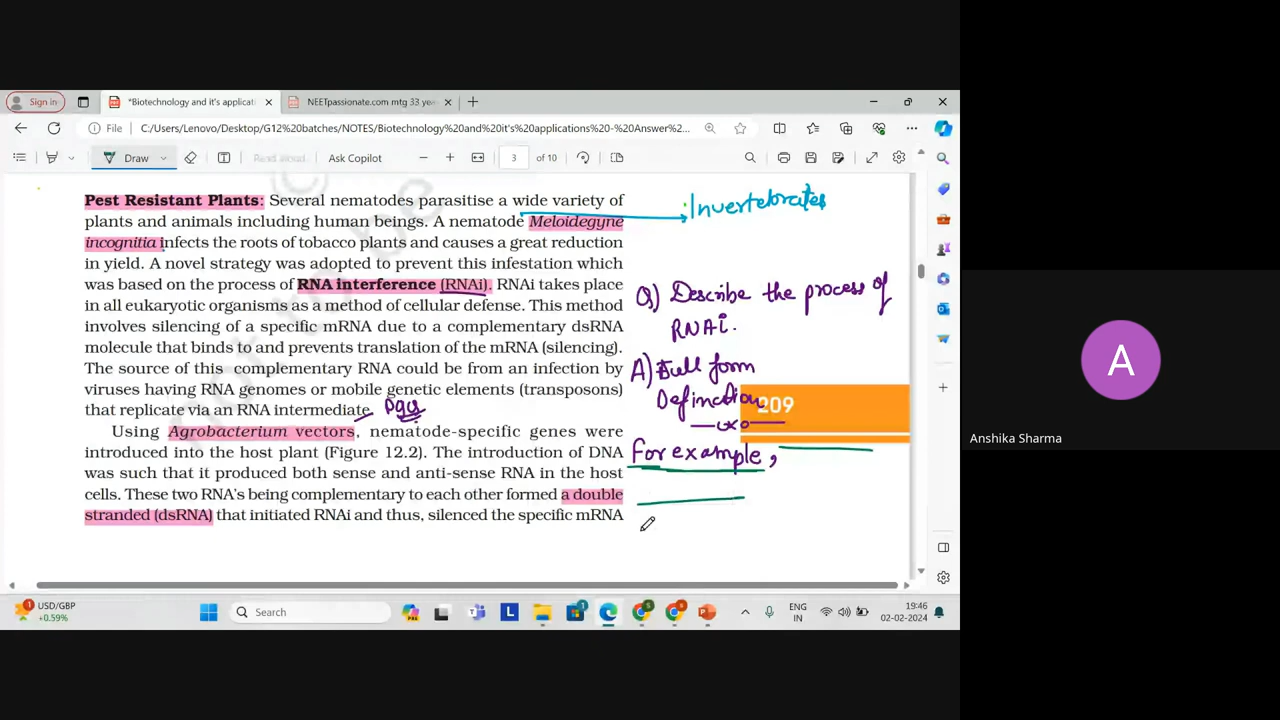 Sign in
*Biotechnology and it's applicati
NEETpassionate.com mtg 33 ye
File
C:/Users/Lenovo/Desktop/G12%20batches/NOTES/Biotechnology%20and%20it's%20applications%20-%20Answer%2...
Draw
Read aloud
Ask Copilot
3
of 10
Pest Resistant Plants: Several nematodes parasitise a wide variety of
plants and animals including human beings. A nematode Meloidegyne
incognitia infects the roots of tobacco plants and causes a great reduction
in yield. A novel strategy was adopted to prevent this infestation which
was based on the process of RNA interference (RNAi). RNAi takes place
in all eukaryotic organisms as a method of cellular defense. This method
involves silencing of a specific mRNA due to a complementary dsRNA
molecule that binds to and prevents translation of the mRNA (silencing).
The source of this complementary RNA could be from an infection by
viruses having RNA genomes or mobile genetic elements (transposons)
that replicate via an RNA intermediate.
Using Agrobacterium vectors, nematode-specific genes were
introduced into the host plant (Figure 12.2). The introduction of DNA
was such that it produced both sense and anti-sense RNA in the host
cells. These two RNA's being complementary to each other formed a double
stranded (dsRNA) that initiated RNAi and thus, silenced the specific mRNA
Invertebrates
Q) Describe the process of
RNAi.
A) Full form
Defination
209
For example,
A
Anshika Sharma
USD/GBP
+0.59%
Search
ENG
IN
19:46
02-02-2024